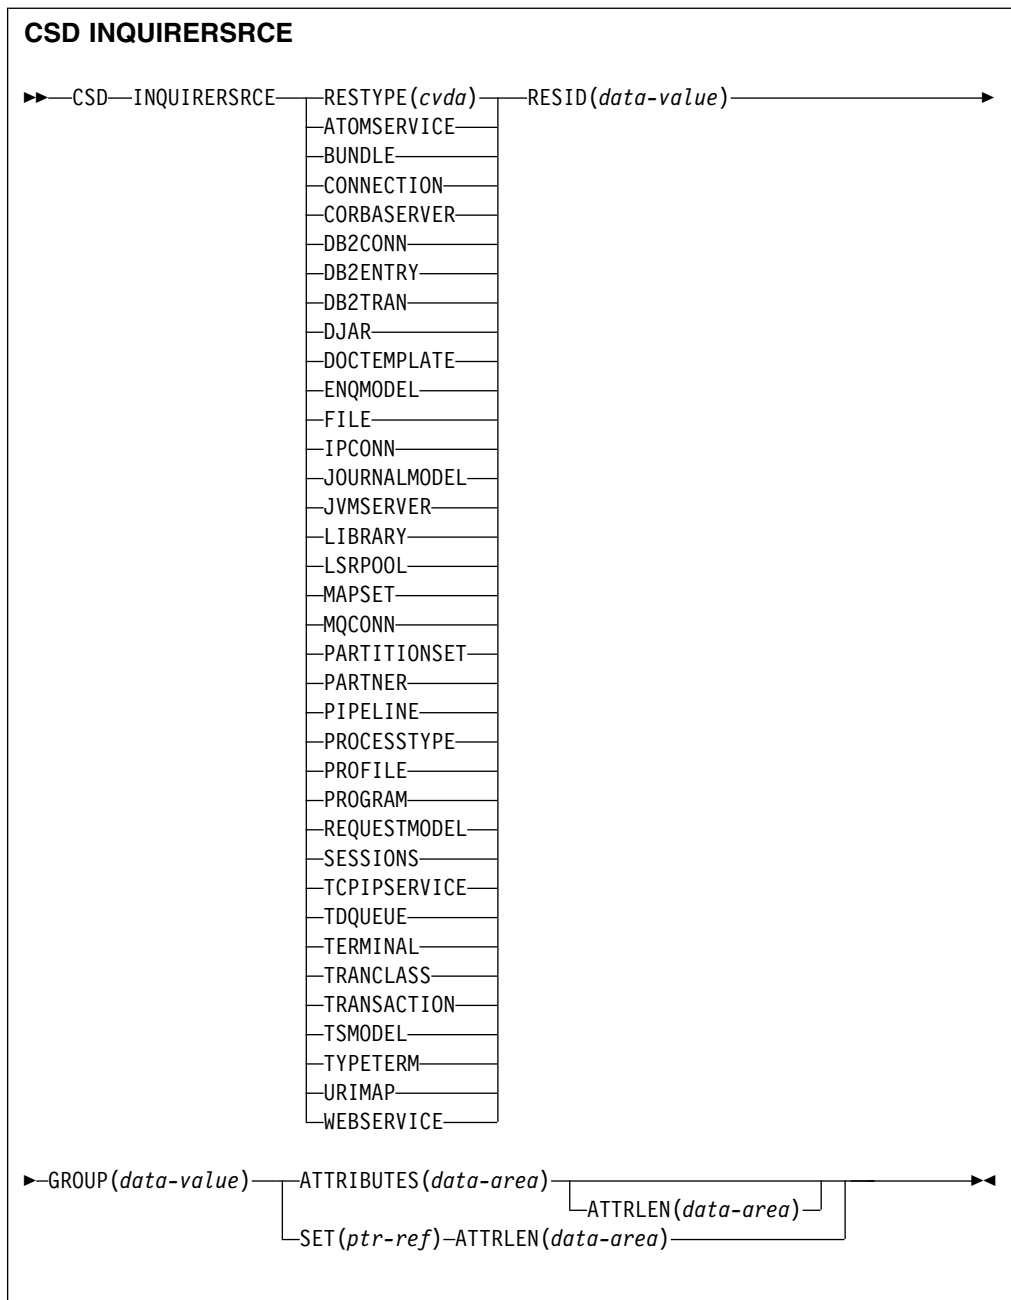 CSD INQUIRERSRCE
CSD INQUIRERSRCE RESTYPE(cvda) RESID(data-value)
ATOMSERVICE
BUNDLE
CONNECTION
CORBASERVER
DB2CONN
DB2ENTRY
DB2TRAN
DJAR
DOCTEMPLATE
ENQMODEL
FILE
IPCONN
JOURNALMODEL
JVMSERVER
LIBRARY
LSRPOOL
MAPSET
MQCONN
PARTITIONSET
PARTNER
PIPELINE
PROCESSTYPE
PROFILE
PROGRAM
REQUESTMODEL
SESSIONS
TCPIPSERVICE
TDQUEUE
TERMINAL
TRANCLASS
TRANSACTION
TSMODEL
TYPETERM
URIMAP
WEBSERVICE
GROUP(data-value) ATTRIBUTES(data-area)
ATTRLEN(data-area)
SET(ptr-ref) ATTRLEN(data-area)